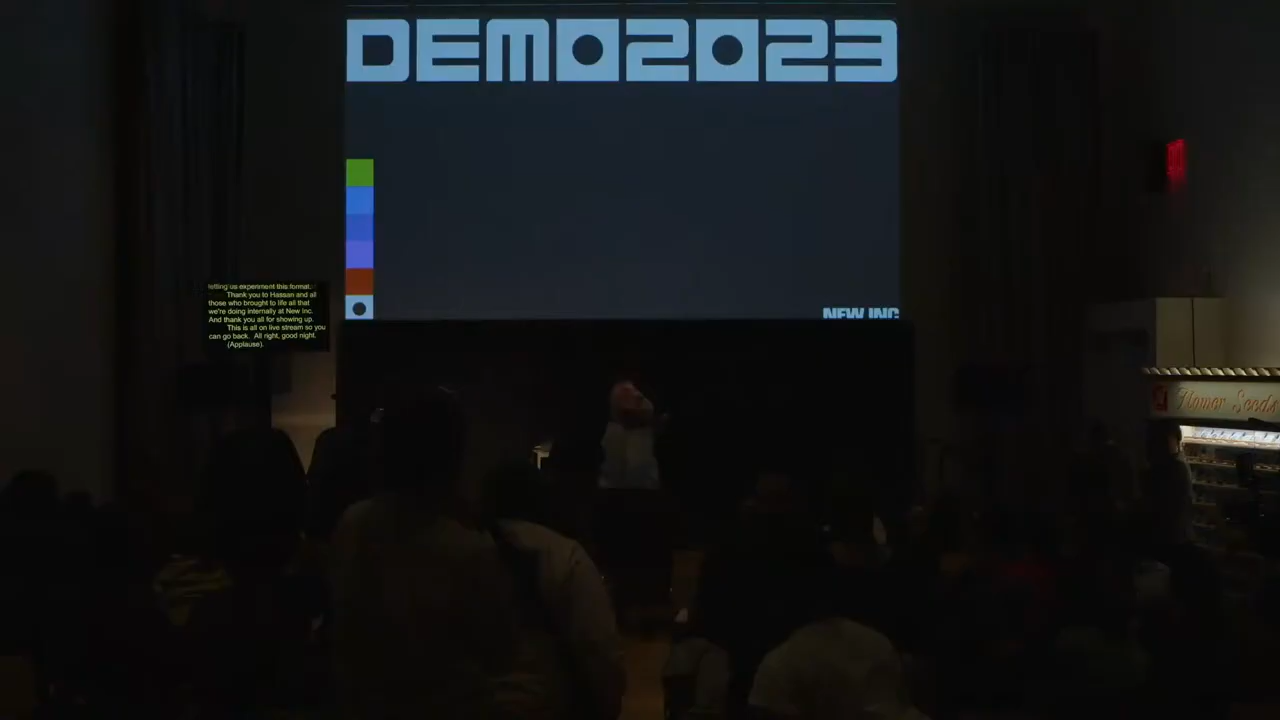 DEMO2023
letting us experiment this format.
Thank you to Hassan and all
those who brought to life all that
we're doing internally at New Inc.
And thank you all for showing up.
This is all on live stream so you
can go back. All right, good night.
(Applause).
NEW INC
Flamer Seeds